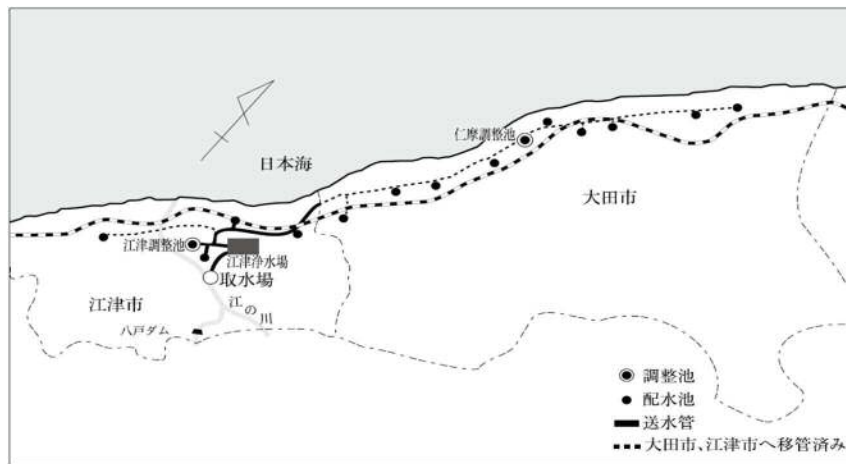 日本海
仁摩調整池
大田市
江津調整池
江津浄水場
取水場
江の川
江津市
八戸ダム
調整池
配水池
送水管
大田市、江津市へ移管済み